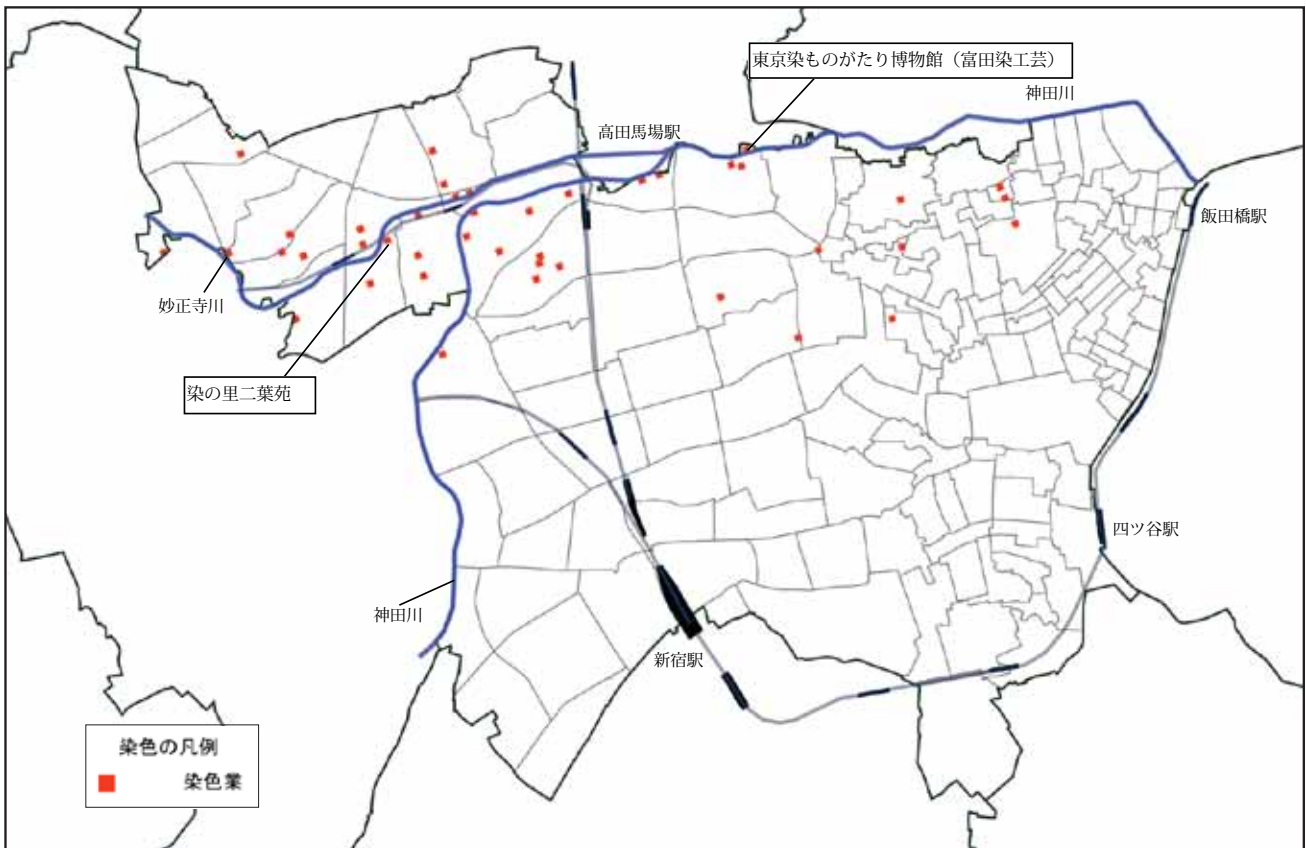 東京染ものがたり博物館（富田染工芸）
神田川
高田馬場駅
飯田橋駅
妙正寺川
染の里二葉苑
四ツ谷駅
神田川
新宿駅
染色の凡例
染色業